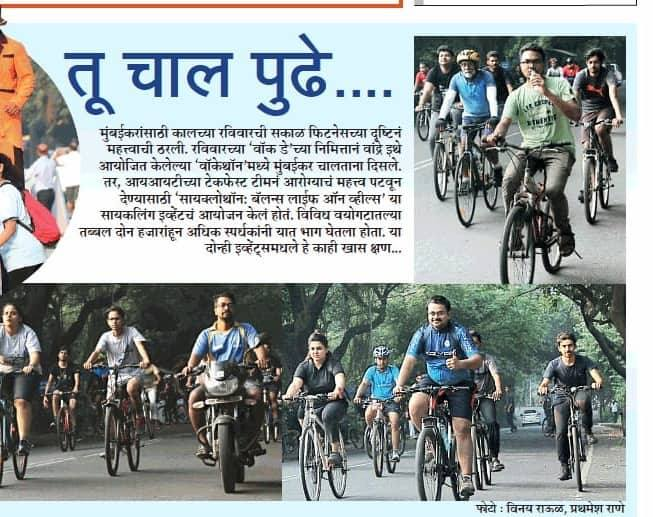 तू चाल पुढे....
मुंबईकरांसाठी कालच्या रविवारची सकाळ फिटनेसच्या दृष्टिनं
महत्त्वाची ठरली. रविवारच्या 'वॉक डे'च्या निमित्तानं वांद्रे इथे
आयोजित केलेल्या 'वॉकेथॉन'मध्ये मुंबईकर चालताना दिसले.
तर, आयआयटीच्या टेकफेस्ट टीमनं आरोग्याचं महत्त्व पटवून
देण्यासाठी 'सायक्लोथॉन: बॅलन्स लाईफ ऑन व्हील्स' या
सायकलिंग इव्हेंटचं आयोजन केलं होतं. विविध वयोगटातल्या
तब्बल दोन हजारांहून अधिक स्पर्धकांनी यात भाग घेतला होता. या
दोन्ही इव्हेंट्समधले हे काही खास क्षण...
फोटो : विनय राऊळ, प्रथमेश राणे